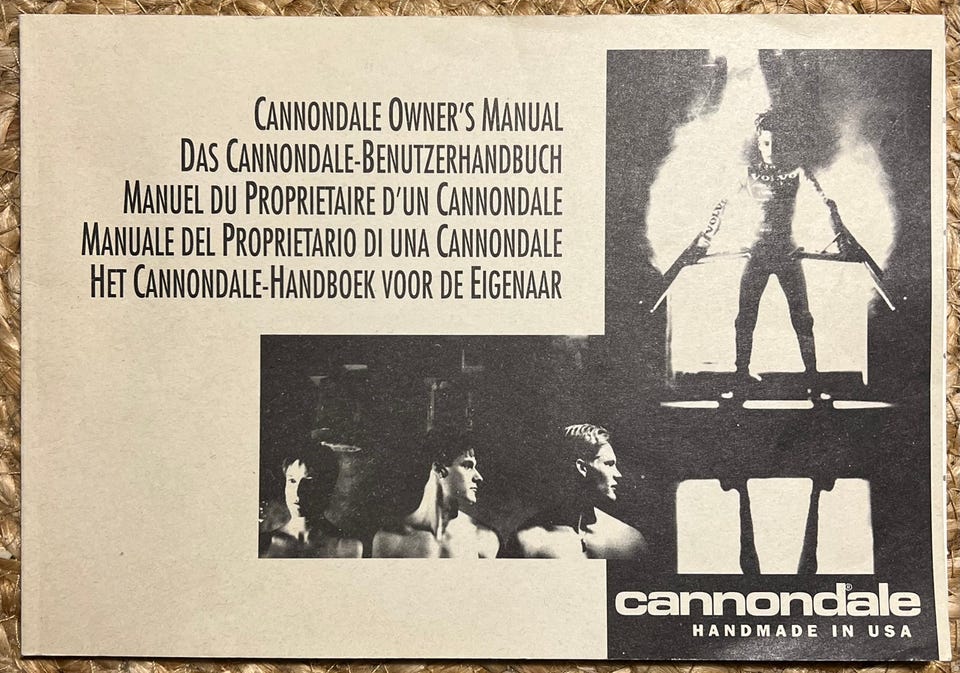 CANNONDALE OWNER'S MANUAL
DAS CANNONDALE-BENUTZERHANDBUCH
MANUEL DU PROPRIETAIRE D'UN CANNONDALE
MANUALE DEL PROPRIETARIO DI UNA CANNONDALE
HET CANNONDALE-HANDBOEK VOOR DE EIGENAAR
VOLVO
VOLVO
cannondale®
HANDMADE IN USA